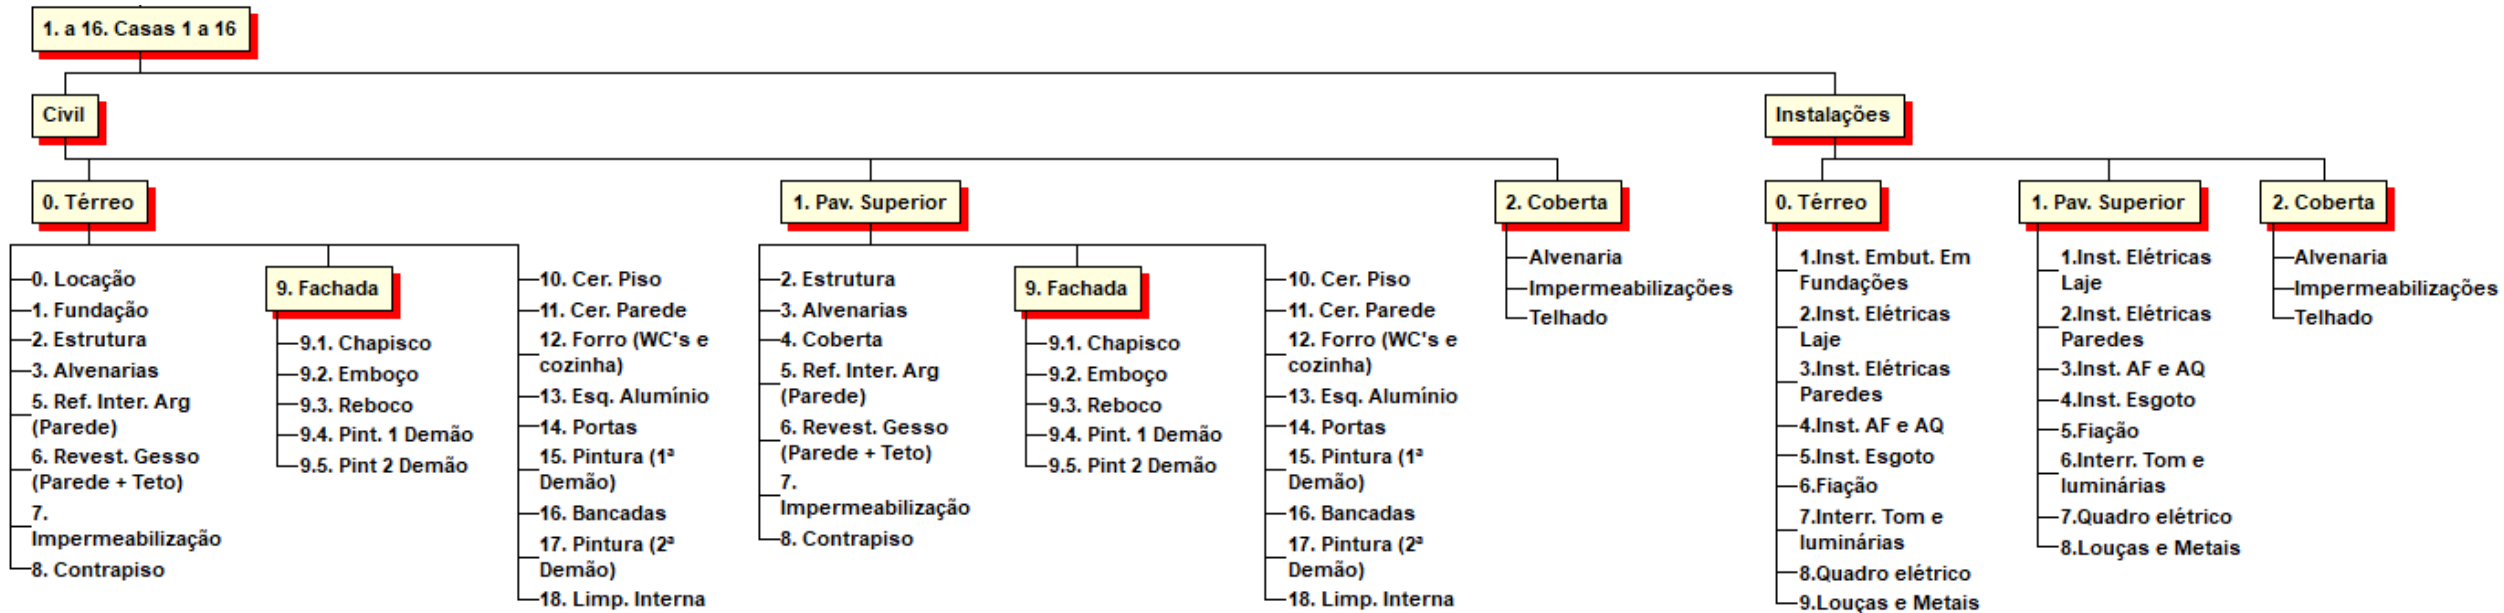 1. a 16. Casas 1 a 16
Civil
0. Térreo
0. Locação
1. Fundação
2. Estrutura
3. Alvenarias
5. Ref. Inter. Arg
(Parede)
6. Revest. Gesso
(Parede + Teto)
7.
Impermeabilização
8. Contrapiso
9. Fachada
9.1. Chapisco
9.2. Emboço
9.3. Reboco
9.4. Pint. 1 Demão
9.5. Pint 2 Demão
10. Cer. Piso
11. Cer. Parede
12. Forro (WC's e
cozinha)
13. Esq. Alumínio
14. Portas
15. Pintura (1ª
Demão)
16. Bancadas
17. Pintura (2ª
Demão)
18. Limp. Interna
1. Pav. Superior
2. Estrutura
3. Alvenarias
4. Coberta
5. Ref. Inter. Arg
(Parede)
6. Revest. Gesso
(Parede + Teto)
7.
Impermeabilização
8. Contrapiso
9. Fachada
9.1. Chapisco
9.2. Emboço
9.3. Reboco
9.4. Pint. 1 Demão
9.5. Pint 2 Demão
10. Cer. Piso
11. Cer. Parede
12. Forro (WC's e
cozinha)
13. Esq. Alumínio
14. Portas
15. Pintura (1ª
Demão)
16. Bancadas
17. Pintura (2ª
Demão)
18. Limp. Interna
2. Coberta
Alvenaria
Impermeabilizações
Telhado
Instalações
0. Térreo
1.Inst. Embut. Em
Fundações
2.Inst. Elétricas
Laje
3.Inst. Elétricas
Paredes
4.Inst. AF e AQ
5.Inst. Esgoto
6.Fiação
7.Interr. Tom e
luminárias
8.Quadro elétrico
9.Louças e Metais
1. Pav. Superior
1.Inst. Elétricas
Laje
2.Inst. Elétricas
Paredes
3.Inst. AF e AQ
4.Inst. Esgoto
5.Fiação
6.Interr. Tom e
luminárias
7.Quadro elétrico
8.Louças e Metais
2. Coberta
Alvenaria
Impermeabilizações
Telhado